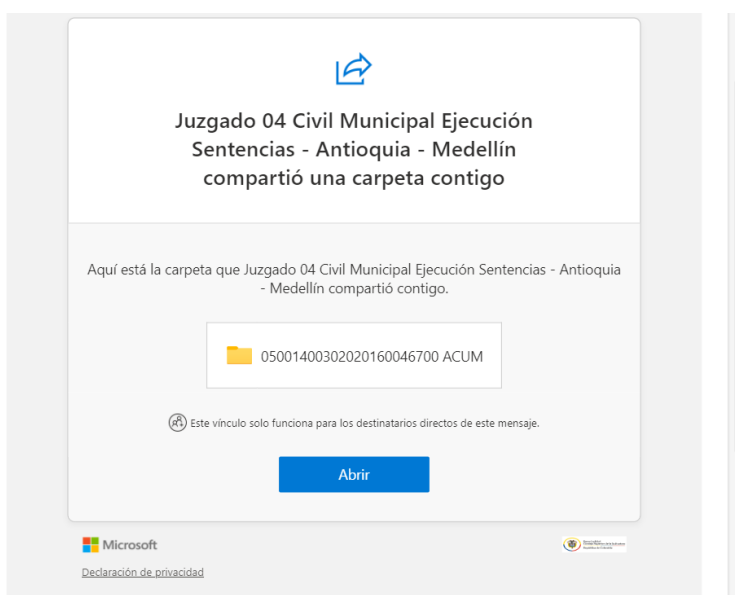 Juzgado 04 Civil Municipal Ejecución
Sentencias - Antioquia - Medellín
compartió una carpeta contigo
Aquí está la carpeta que Juzgado 04 Civil Municipal Ejecución Sentencias - Antioquia
- Medellín compartió contigo.
05001400302020160046700 ACUM
Este vínculo solo funciona para los destinatarios directos de este mensaje.
Abrir
Microsoft
Declaración de privacidad